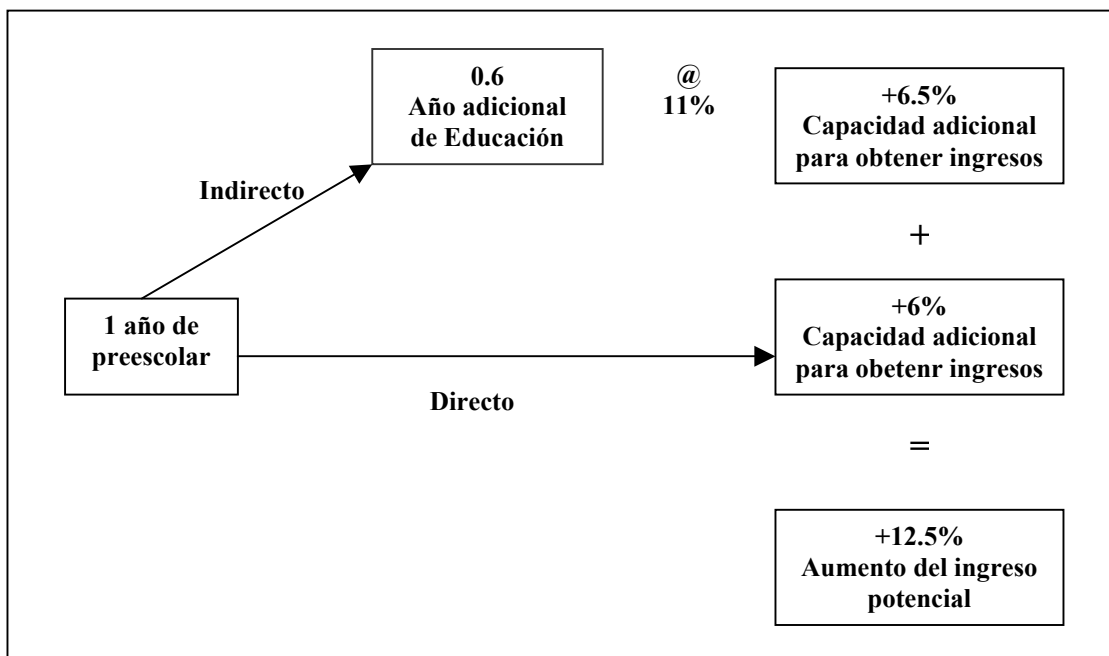 0.6
Año adicional
de Educación
@
11%
+6.5%
Capacidad adicional
para obtener ingresos
Indirecto
+
1 año de
preescolar
+6%
Capacidad adicional
para obetenr ingresos
Directo
=
+12.5%
Aumento del ingreso
potencial